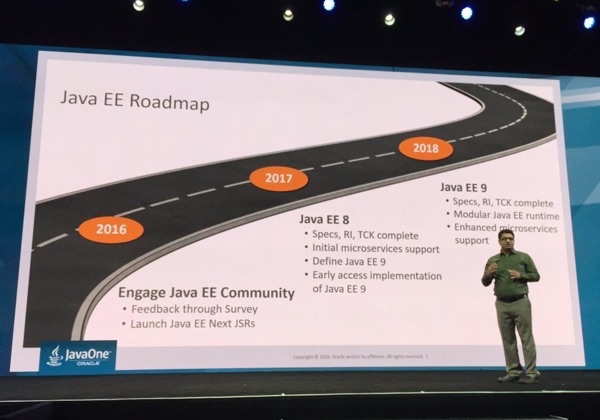 Java EE Roadmap
2016
2017
2018
Engage Java EE Community
• Feedback through Survey
• Launch Java EE Next JSRs
Java EE 8
• Specs, RI, TCK complete
• Initial microservices support
• Define Java EE 9
• Early access implementation
of Java EE 9
Java EE 9
• Specs, RI, TCK complete
• Modular Java EE runtime
• Enhanced microservices
support
JavaOne
ORACLE
Copyright © 2016, Oracle and/or its affiliates. All rights reserved. |